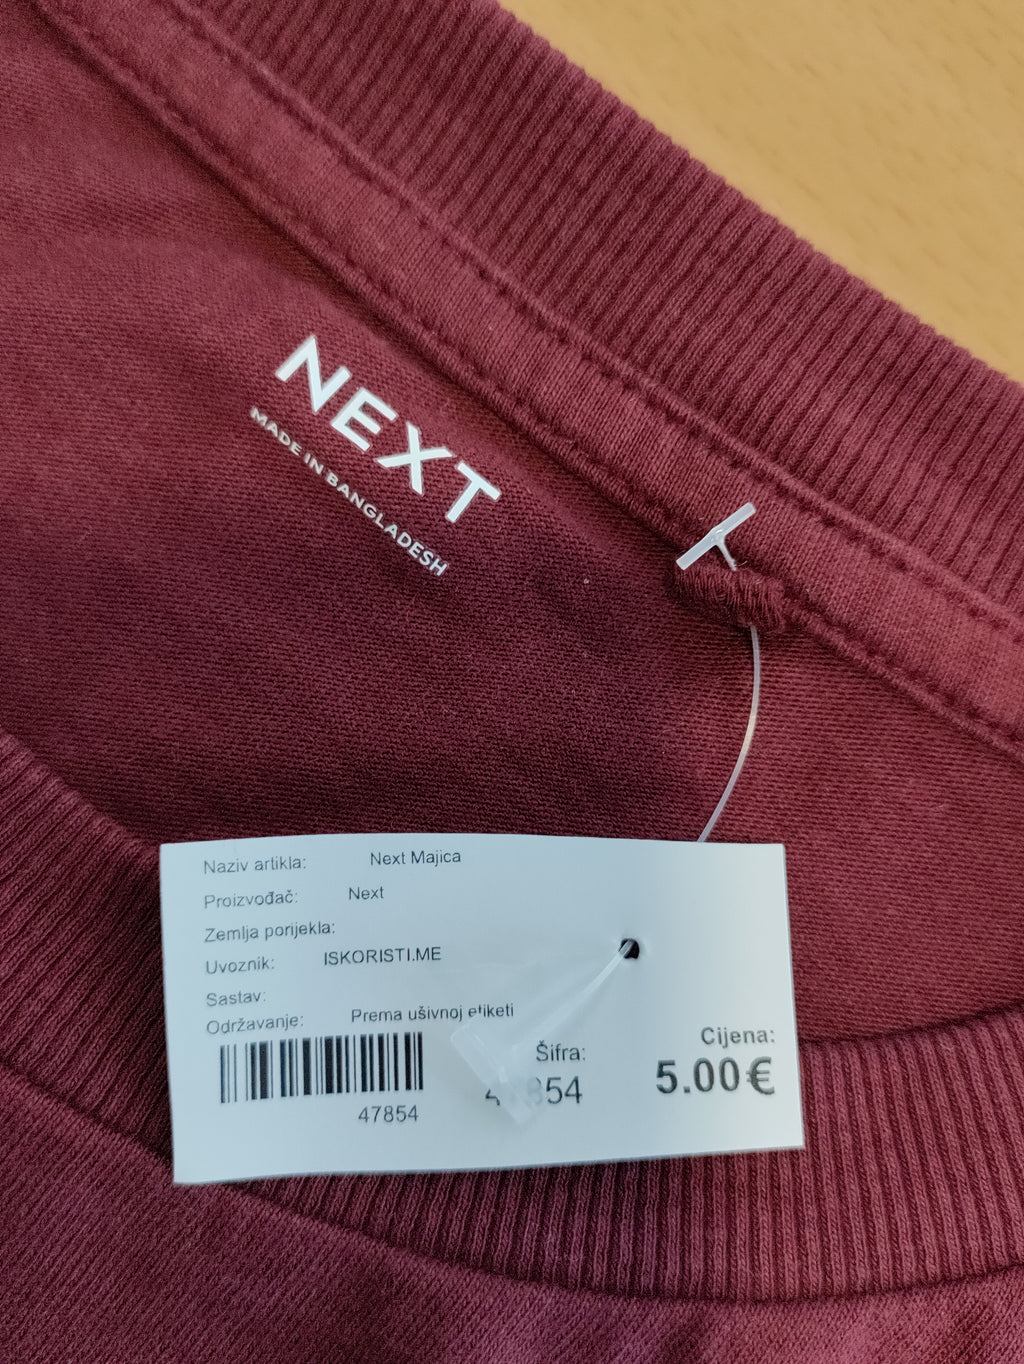 NEXT
MADE IN BANGLADESH
Naziv artikla: Next Majica
Proizvođač: Next
Zemlja porijekla:
Uvoznik: ISKORISTI.ME
Sastav:
Održavanje: Prema ušivnoj etiketi
Šifra: Cijena:
47854 5.00€
47854